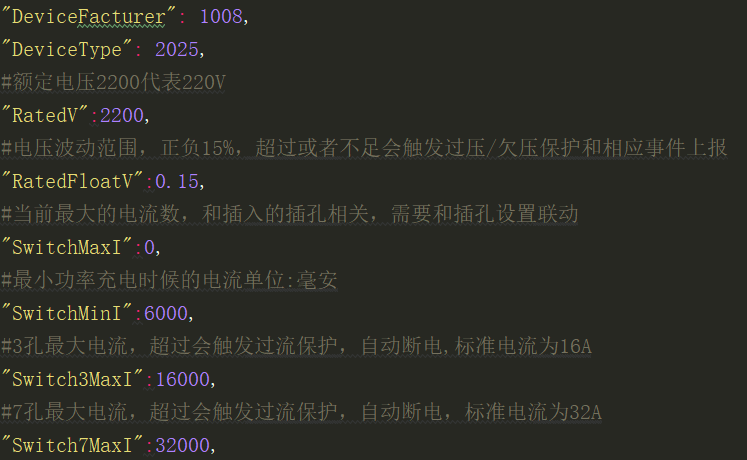 "DeviceFacturer": 1008,
"DeviceType": 2025,
#额定电压2200代表220V
"RatedV":2200,
#电压波动范围，正负15%，超过或者不足会触发过压/欠压保护和相应事件上报
"RatedFloatV":0.15,
#当前最大的电流数，和插入的插孔相关，需要和插孔设置联动
"SwitchMaxI":0,
#最小功率充电时候的电流单位:毫安
"SwitchMinI":6000,
#3孔最大电流，超过会触发过流保护，自动断电,标准电流为16A
"Switch3MaxI":16000,
#7孔最大电流，超过会触发过流保护，自动断电，标准电流为32A
"Switch7MaxI":32000,